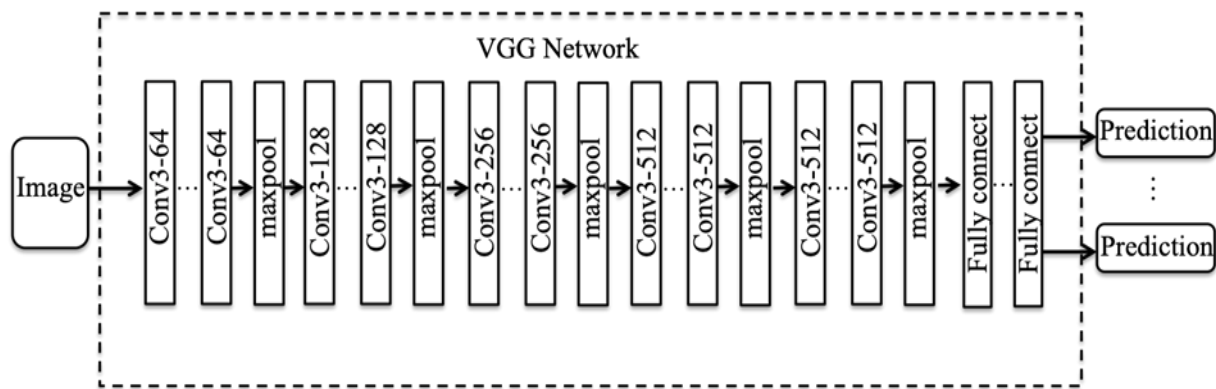 VGG Network
Image
Conv3-64
...
Conv3-64
maxpool
Conv3-128
...
Conv3-128
maxpool
Conv3-256
...
Conv3-256
maxpool
Conv3-512
...
Conv3-512
maxpool
Conv3-512
...
Conv3-512
maxpool
Fully connect
...
Fully connect
Prediction
...
Prediction